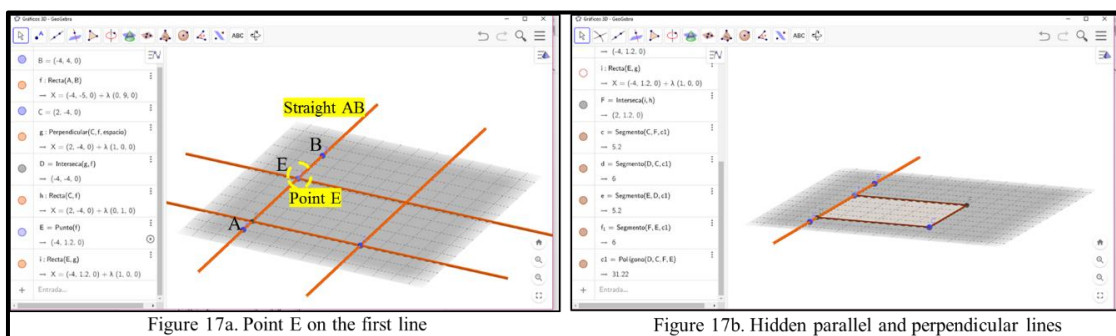 Gráficos 3D - GeoGebra
ABC
B = (-4, 4, 0)
f : Recta(A, B)
→ X = (-4, -5, 0) + λ (0, 9, 0)
C = (2, -4, 0)
g : Perpendicular(C, f, espacio)
→ X = (2, -4, 0) + λ (1, 0, 0)
D = Interseca(g, f)
→ (-4, -4, 0)
h : Recta(C, f)
→ X = (2, -4, 0) + λ (0, 1, 0)
E = Punto(f)
→ (-4, 1.2, 0)
i : Recta(E, g)
→ X = (-4, 1.2, 0) + λ (1, 0, 0)
+ Entrada...
Straight AB
B
E
Point E
A
Figure 17a. Point E on the first line
Gráficos 3D - GeoGebra
ABC
→ (-4, 1.2, 0)
i : Recta(E, g)
→ X = (-4, 1.2, 0) + λ (1, 0, 0)
F = Interseca(i, h)
→ (2, 1.2, 0)
c = Segmento(C, F, c1)
→ 5.2
d = Segmento(D, C, c1)
→ 6
e = Segmento(E, D, c1)
→ 5.2
f₁ = Segmento(F, E, c1)
→ 6
c1 = Polígono(D, C, F, E)
→ 31.22
+ Entrada...
Figure 17b. Hidden parallel and perpendicular lines